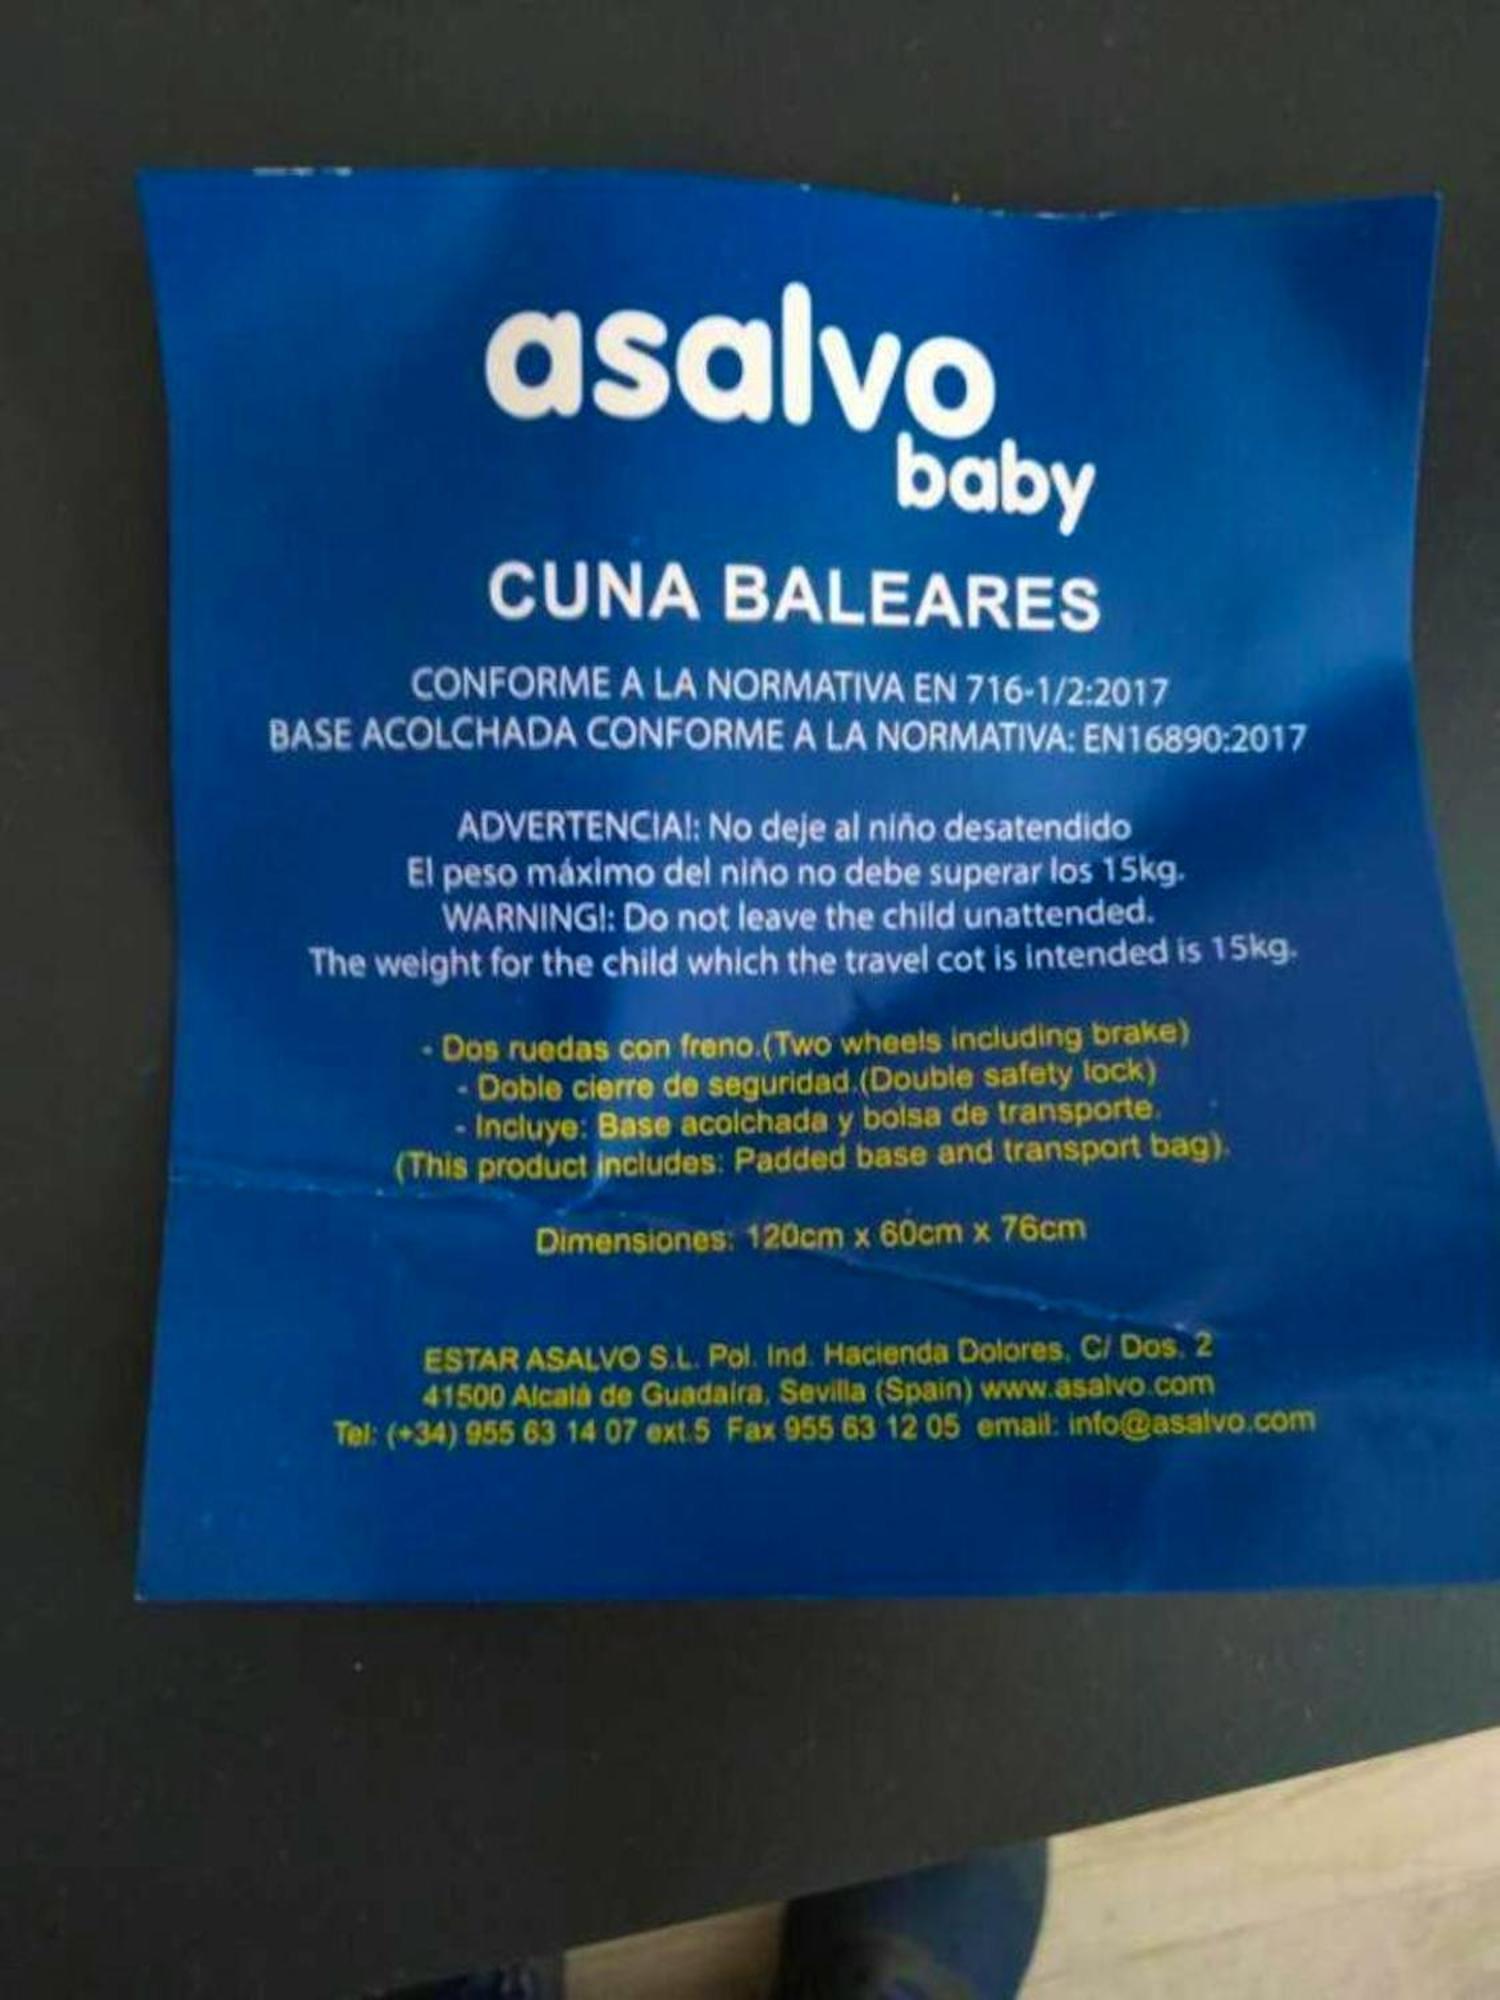 asalvo
baby
CUNA BALEARES
CONFORME A LA NORMATIVA EN 716-1/2:2017
BASE ACOLCHADA CONFORME A LA NORMATIVA: EN16890:2017
ADVERTENCIA!: No deje al niño desatendido
El peso máximo del niño no debe superar los 15kg.
WARNING!: Do not leave the child unattended.
The weight for the child which the travel cot is intended is 15kg.
- Dos ruedas con freno.(Two wheels including brake)
- Doble cierre de seguridad.(Double safety lock)
- Incluye: Base acolchada y bolsa de transporte.
(This product includes: Padded base and transport bag).
Dimensiones: 120cm x 60cm x 76cm
ESTAR ASALVO S.L. Pol. Ind. Hacienda Dolores, C/ Dos, 2
41500 Alcalá de Guadaíra, Sevilla (Spain) www.asalvo.com
Tel: (+34) 955 63 14 07 ext.5 Fax 955 63 12 05 email: info@asalvo.com